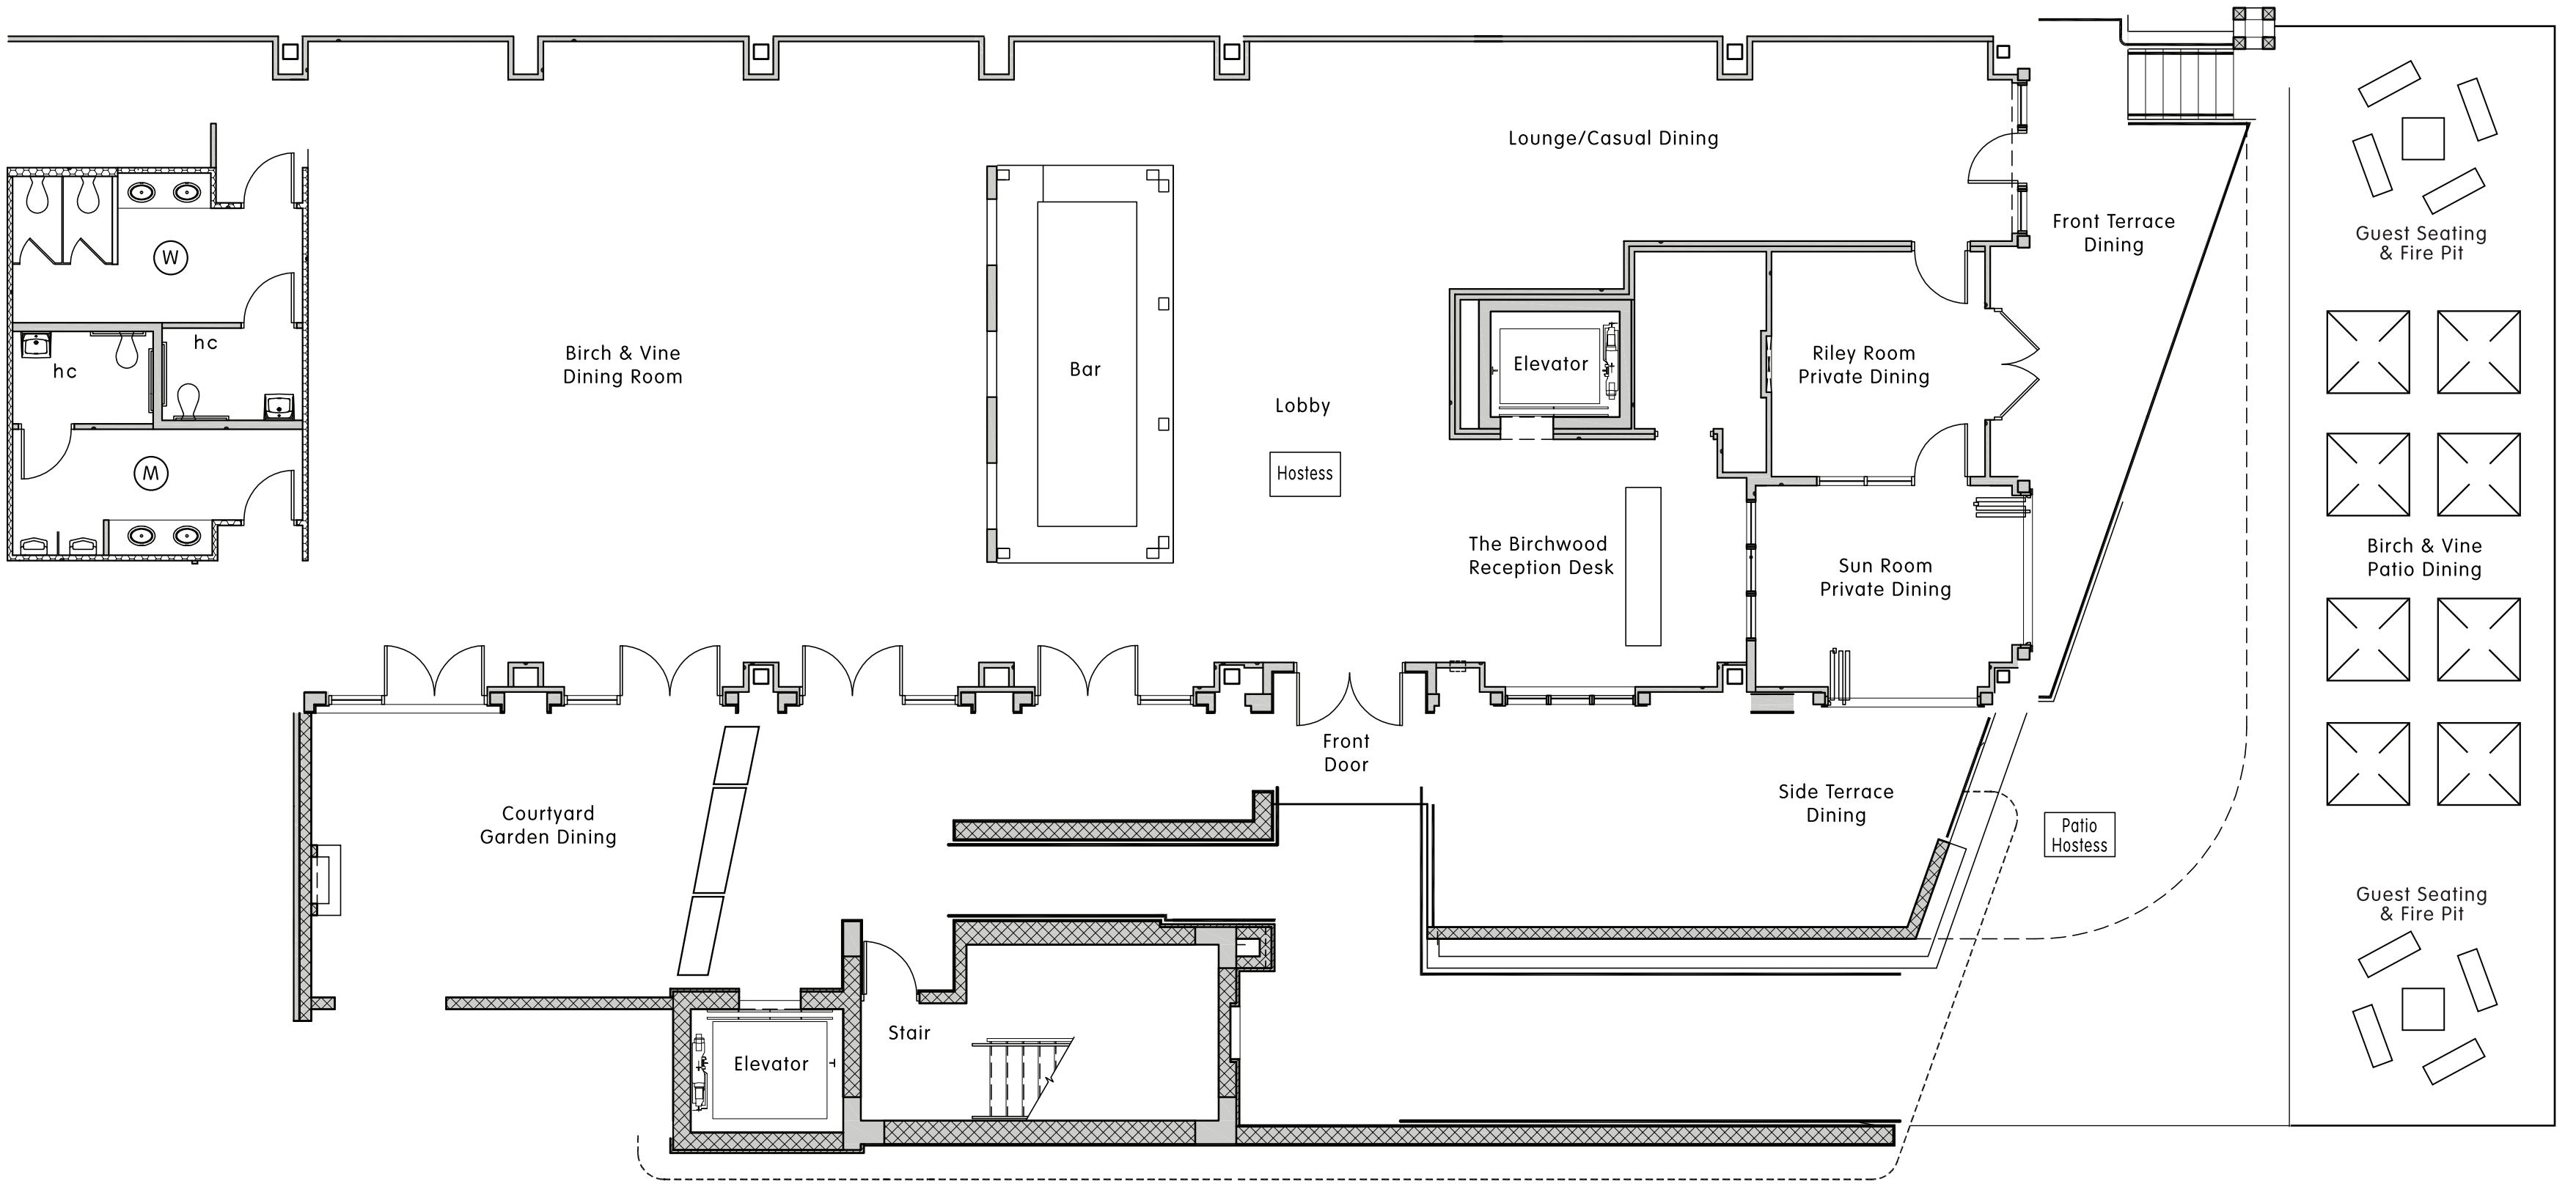 Lounge/Casual Dining
Front Terrace
Dining
Guest Seating
& Fire Pit
W
hc
hc
M
Birch & Vine
Dining Room
Bar
Lobby
Hostess
Elevator
Riley Room
Private Dining
The Birchwood
Reception Desk
Sun Room
Private Dining
Birch & Vine
Patio Dining
Front
Door
Courtyard
Garden Dining
Side Terrace
Dining
Patio
Hostess
Guest Seating
& Fire Pit
Stair
Elevator